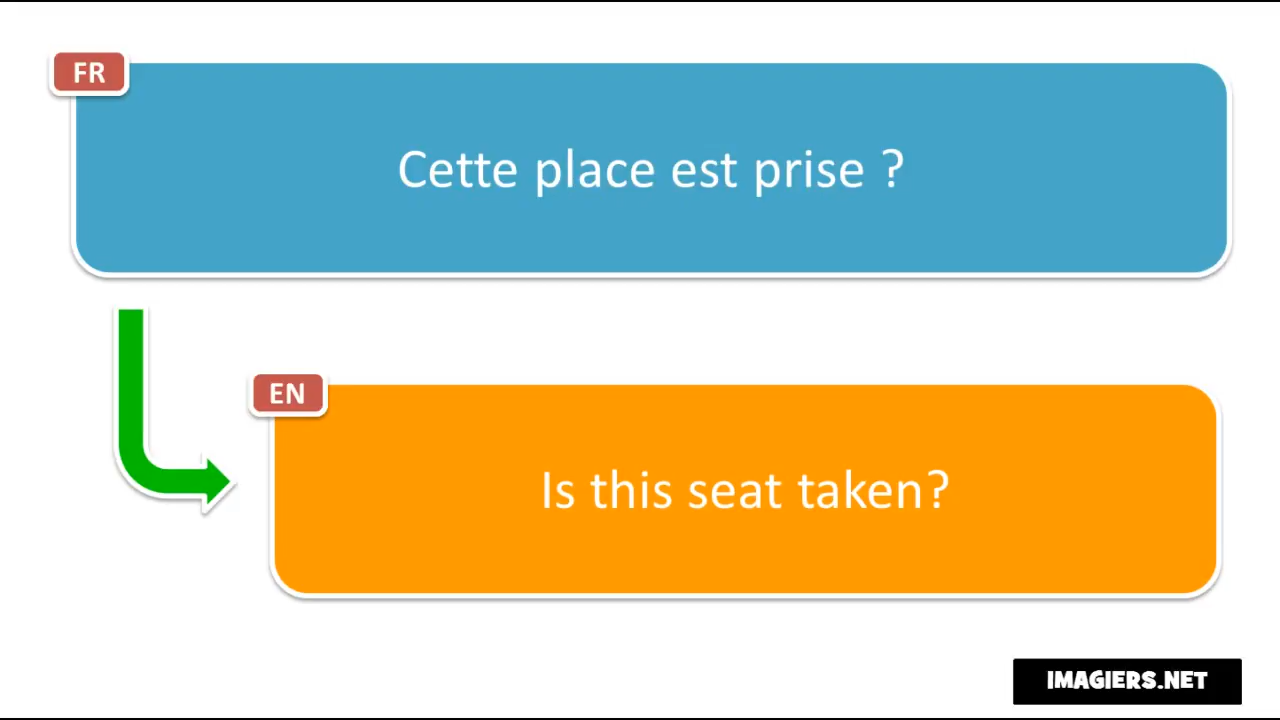 FR
Cette place est prise ?
EN
Is this seat taken?
IMAGIERS.NET